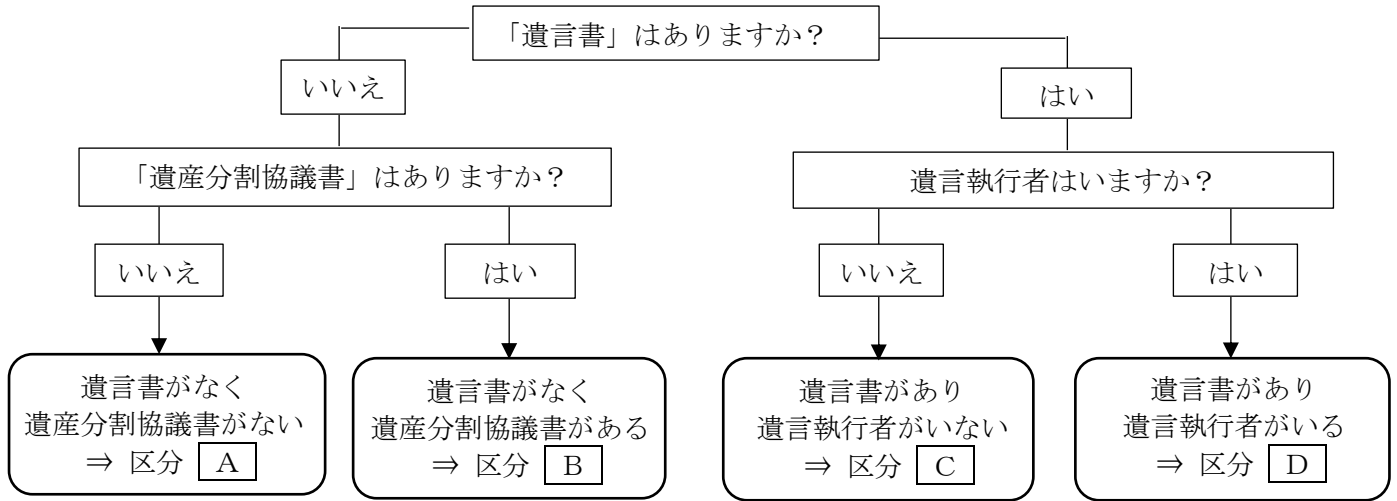 「遺言書」はありますか？
いいえ
はい
「遺産分割協議書」はありますか？
遺言執行者はいますか？
いいえ
はい
いいえ
はい
遺言書がなく
遺産分割協議書がない
⇒ 区分 A
遺言書がなく
遺産分割協議書がある
⇒ 区分 B
遺言書があり
遺言執行者がいない
⇒ 区分 C
遺言書があり
遺言執行者がいる
⇒ 区分 D